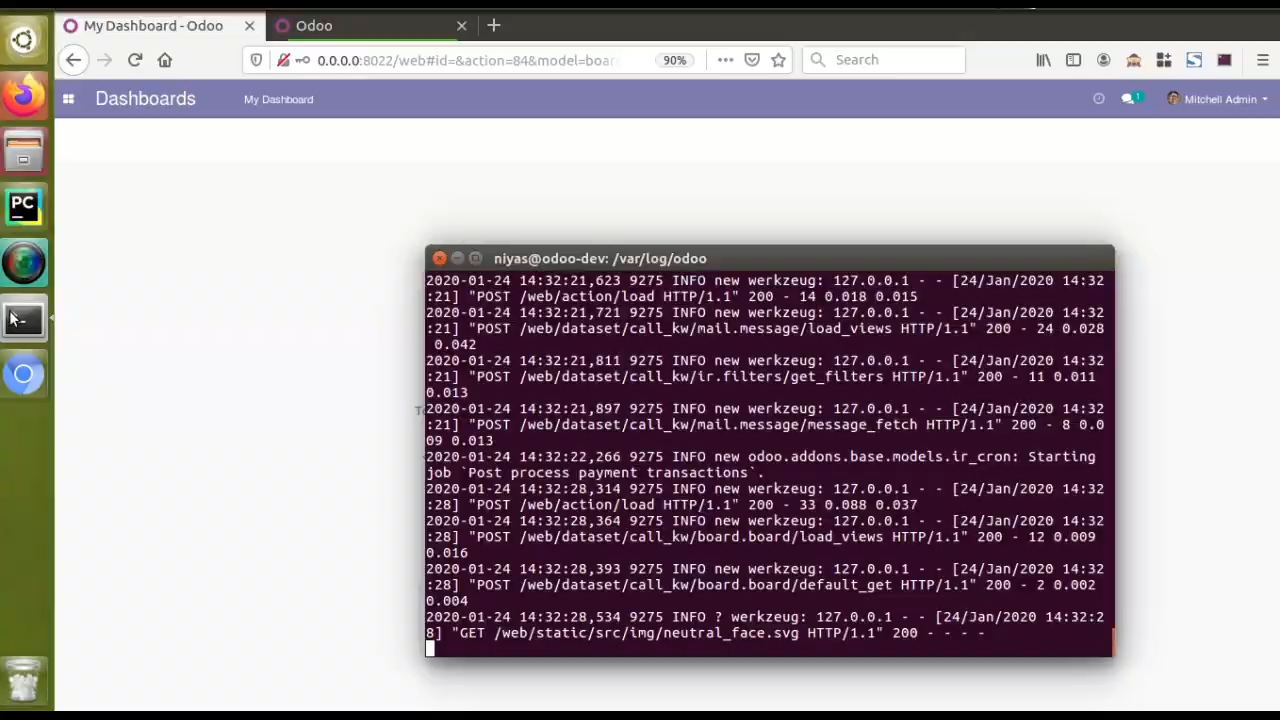 My Dashboard - Odoo
Odoo
0.0.0.0:8022/web#id=&action=84&model=boar
90%
Search
Dashboards
My Dashboard
1
Mitchell Admin
PC
niyas@odoo-dev: /var/log/odoo
2020-01-24 14:32:21,623 9275 INFO new werkzeug: 127.0.0.1 - - [24/Jan/2020 14:32
:21] "POST /web/action/load HTTP/1.1" 200 - 14 0.018 0.015
2020-01-24 14:32:21,721 9275 INFO new werkzeug: 127.0.0.1 - - [24/Jan/2020 14:32
:21] "POST /web/dataset/call_kw/mail.message/load_views HTTP/1.1" 200 - 24 0.028
0.042
2020-01-24 14:32:21,811 9275 INFO new werkzeug: 127.0.0.1 - - [24/Jan/2020 14:32
:21] "POST /web/dataset/call_kw/ir.filters/get_filters HTTP/1.1" 200 - 11 0.011
0.013
2020-01-24 14:32:21,897 9275 INFO new werkzeug: 127.0.0.1 - - [24/Jan/2020 14:32
:21] "POST /web/dataset/call_kw/mail.message/message_fetch HTTP/1.1" 200 - 8 0.0
09 0.013
2020-01-24 14:32:22,266 9275 INFO new odoo.addons.base.models.ir_cron: Starting
job `Post process payment transactions`.
2020-01-24 14:32:28,314 9275 INFO new werkzeug: 127.0.0.1 - - [24/Jan/2020 14:32
:28] "POST /web/action/load HTTP/1.1" 200 - 33 0.088 0.037
2020-01-24 14:32:28,364 9275 INFO new werkzeug: 127.0.0.1 - - [24/Jan/2020 14:32
:28] "POST /web/dataset/call_kw/board.board/load_views HTTP/1.1" 200 - 12 0.009
0.016
2020-01-24 14:32:28,393 9275 INFO new werkzeug: 127.0.0.1 - - [24/Jan/2020 14:32
:28] "POST /web/dataset/call_kw/board.board/default_get HTTP/1.1" 200 - 2 0.002
0.004
2020-01-24 14:32:28,534 9275 INFO ? werkzeug: 127.0.0.1 - - [24/Jan/2020 14:32:2
8] "GET /web/static/src/img/neutral_face.svg HTTP/1.1" 200 - - - -